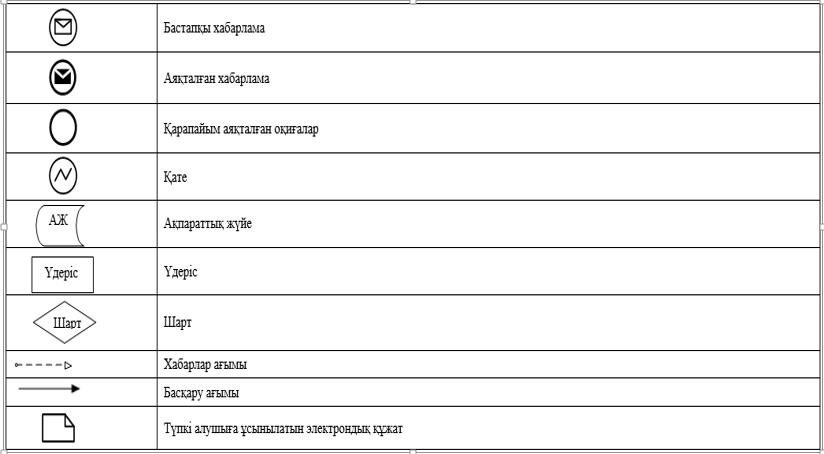 Бастапқы хабарлама
Аяқталған хабарлама
Қарапайым аяқталған оқиғалар
Қате
АЖ Ақпараттық жүйе
Үдеріс Үдеріс
Шарт Шарт
Хабарлар ағымы
Басқару ағымы
Түпкі алушыға ұсынылатын электрондық құжат